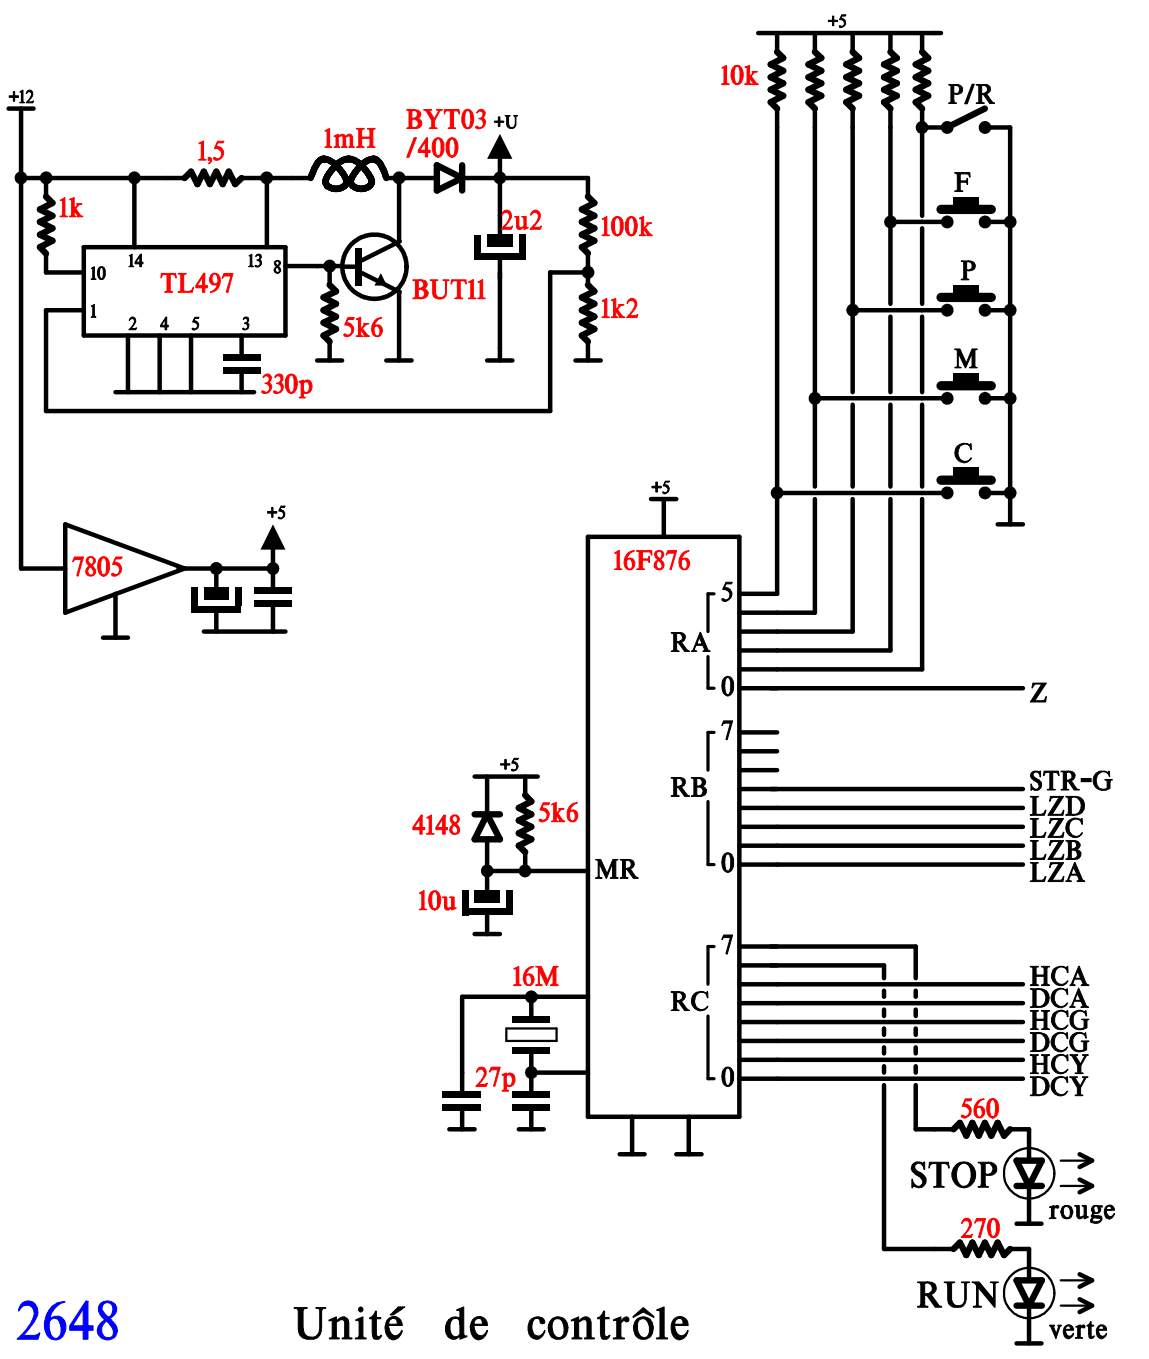 +5
10k
P/R
+12
BYT03
/400
+U
1mH
1,5
1k
F
2u2
100k
14
13
8
10
TL497
BUT11
P
1
1k2
2
4
5
3
5k6
330p
M
C
+5
+5
7805
16F876
5
RA
0
Z
7
RB
0
STR-G
LZD
LZC
LZB
LZA
+5
4148
5k6
MR
10u
7
RC
0
HCA
DCA
HCG
DCG
HCY
DCY
16M
27p
560
STOP
rouge
270
RUN
verte
2648 Unité de contrôle